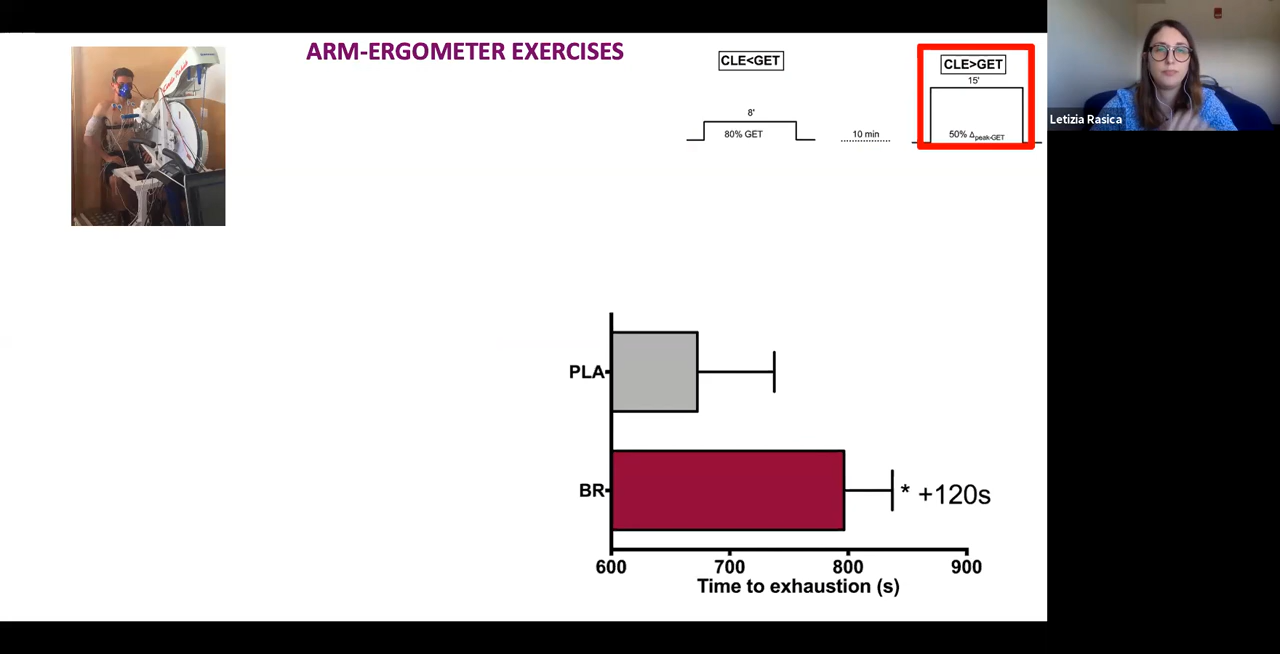 ARM-ERGOMETER EXERCISES
CLE<GET
8'
80% GET
10 min
CLE>GET
15'
50% Δpeak-GET
Letizia Rasica
PLA
BR
* +120s
600 700 800 900
Time to exhaustion (s)